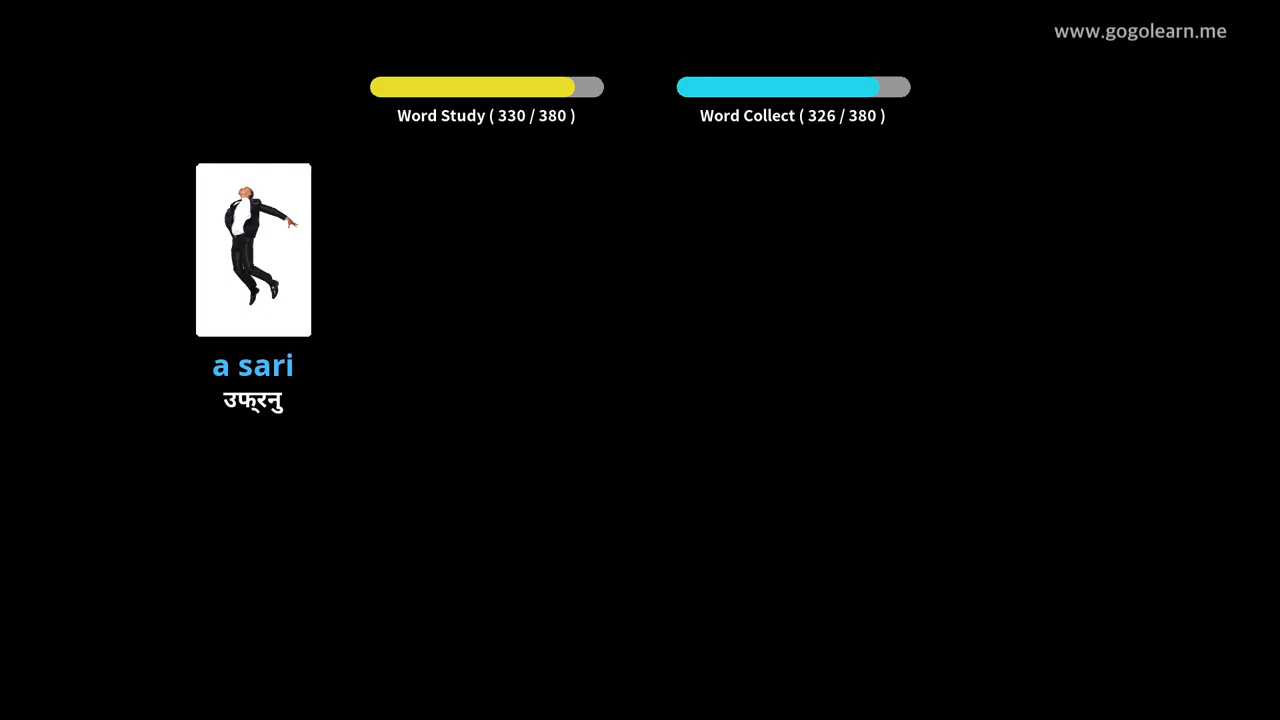 www.gogolearn.me
Word Study ( 330 / 380 )
Word Collect ( 326 / 380 )
a sari
उफ्रनु